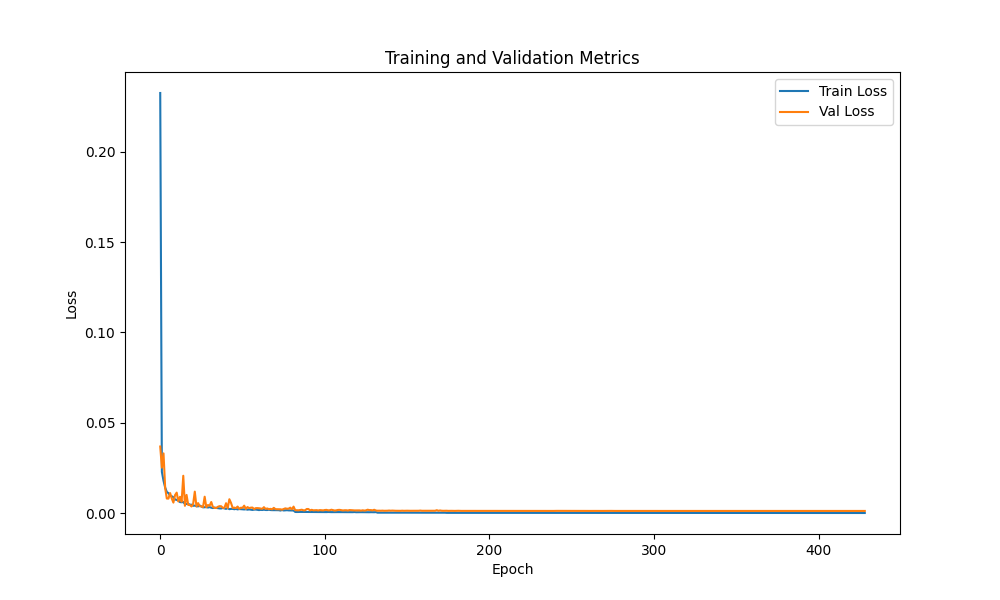 Training and Validation Metrics
Train Loss
Val Loss
0.20
0.15
0.10
0.05
0.00
Loss
0 100 200 300 400
Epoch